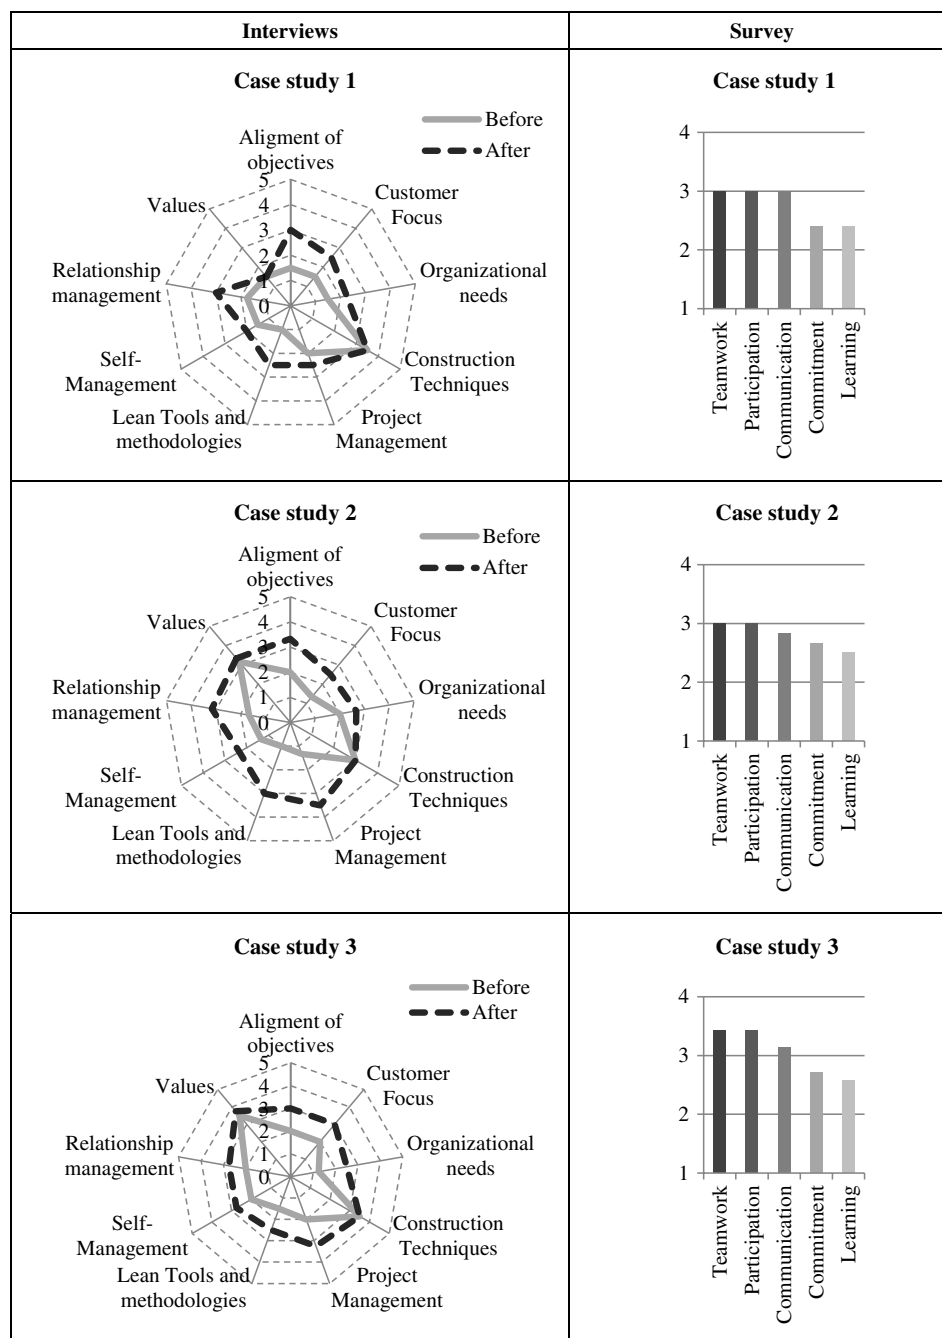 Interviews
Survey
Case study 1
Before
After
Aligment of
objectives
Customer
Focus
Organizational
needs
Construction
Techniques
Project
Management
Lean Tools and
methodologies
Self-
Management
Relationship
management
Values
5
4
3
2
1
0
Case study 1
4
3
2
1
Teamwork
Participation
Communication
Commitment
Learning
Case study 2
Before
After
Aligment of
objectives
Customer
Focus
Organizational
needs
Construction
Techniques
Project
Management
Lean Tools and
methodologies
Self-
Management
Relationship
management
Values
5
4
3
2
1
0
Case study 2
4
3
2
1
Teamwork
Participation
Communication
Commitment
Learning
Case study 3
Before
After
Aligment of
objectives
Customer
Focus
Organizational
needs
Construction
Techniques
Project
Management
Lean Tools and
methodologies
Self-
Management
Relationship
management
Values
5
4
3
2
1
0
Case study 3
4
3
2
1
Teamwork
Participation
Communication
Commitment
Learning